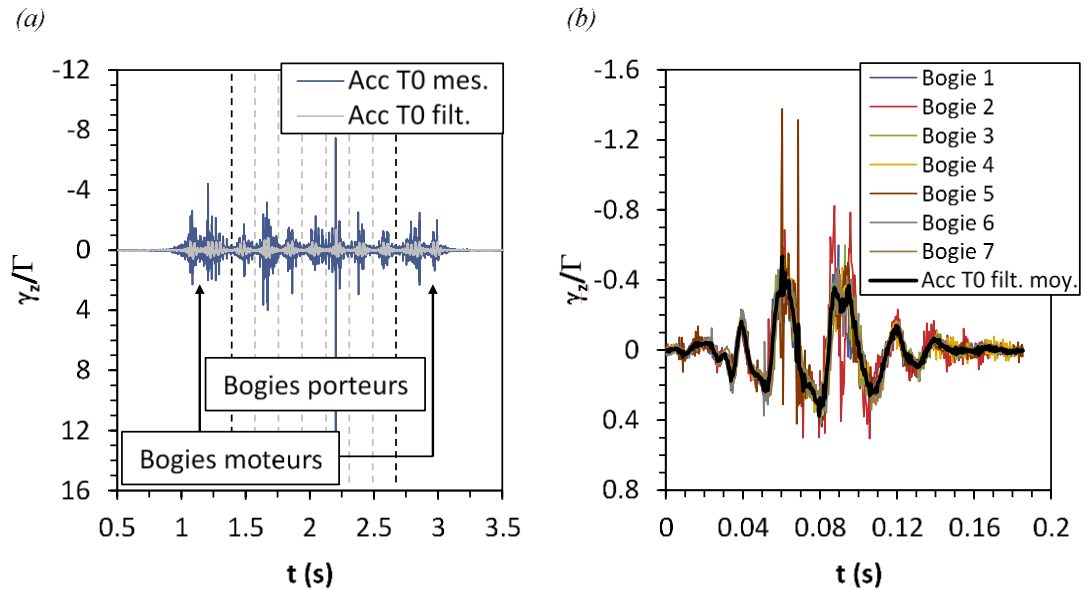 (a)
-12
-8
-4
0
4
8
12
16
γz/Γ
Acc T0 mes.
Acc T0 filt.
Bogies porteurs
Bogies moteurs
0.5 1 1.5 2 2.5 3 3.5
t (s)
(b)
-1.6
-1.2
-0.8
-0.4
0
0.4
0.8
γz/Γ
Bogie 1
Bogie 2
Bogie 3
Bogie 4
Bogie 5
Bogie 6
Bogie 7
Acc T0 filt. moy.
0 0.04 0.08 0.12 0.16 0.2
t (s)